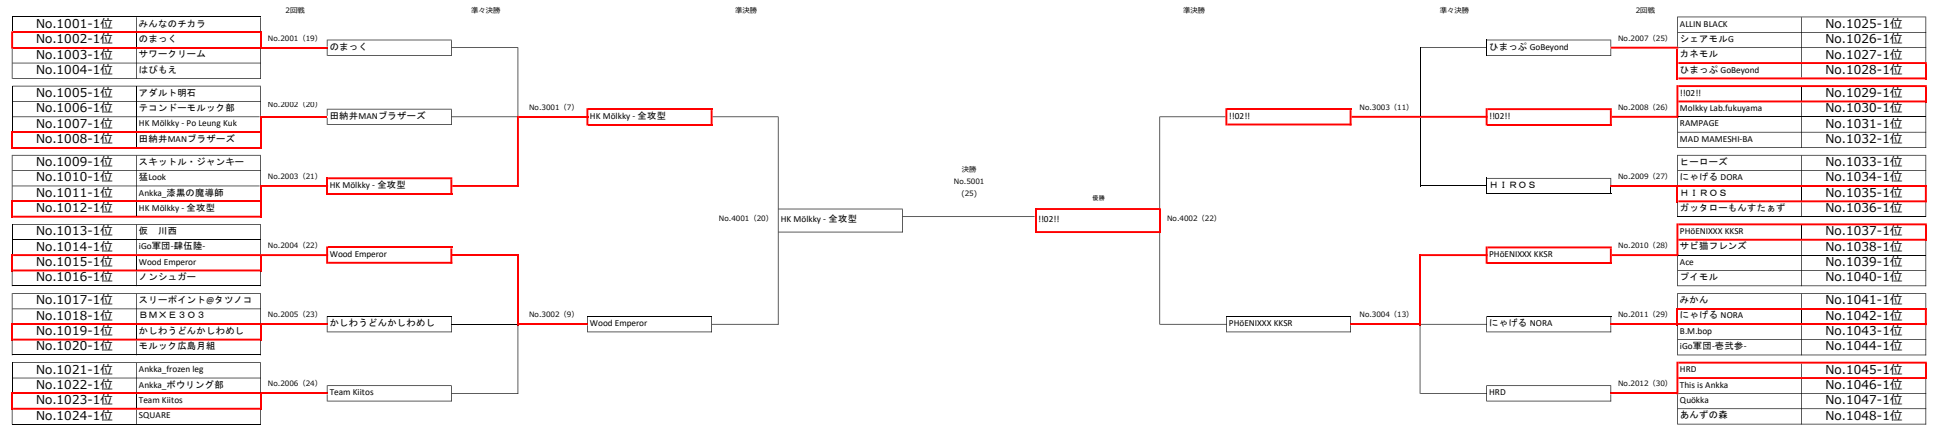 2回戦 準々決勝 準決勝 準決勝 準々決勝 2回戦
No.1001-1位 みんなのチカラ
No.1002-1位 のまっく
No.1003-1位 サワークリーム
No.1004-1位 はぴもえ
No.2001（19）
のまっく
No.1005-1位 アダルト明石
No.1006-1位 テコンドーモルック部
No.1007-1位 HK Mölkky - Po Leung Kuk
No.1008-1位 田納井MANブラザーズ
No.2002（20）
田納井MANブラザーズ
No.1009-1位 スキットル・ジャンキー
No.1010-1位 猛Look
No.1011-1位 Ankka_漆黒の魔導師
No.1012-1位 HK Mölkky - 全攻型
No.2003（21）
HK Mölkky - 全攻型
No.3001（7）
HK Mölkky - 全攻型
No.1013-1位 仮　川西
No.1014-1位 iGo軍団-肆伍陸-
No.1015-1位 Wood Emperor
No.1016-1位 ノンシュガー
No.2004（22）
Wood Emperor
No.1017-1位 スリーポイント@タツノコ
No.1018-1位 ＢＭＸＥ３０３
No.1019-1位 かしわうどんかしわめし
No.1020-1位 モルック広島月組
No.2005（23）
かしわうどんかしわめし
No.1021-1位 Ankka_frozen leg
No.1022-1位 Ankka_ボウリング部
No.1023-1位 Team Kiitos
No.1024-1位 SQUARE
No.2006（24）
Team Kiitos
No.3002（9）
Wood Emperor
No.4001（20）
HK Mölkky - 全攻型
決勝
No.5001
(25)
優勝
!!02!!
No.4002（22）
!!02!!
No.3003（11）
PHöENIXXX KKSR
No.3004（13）
ひまっぷ GoBeyond
No.2007（25）
ALLIN BLACK No.1025-1位
シェアモルG No.1026-1位
カネモル No.1027-1位
ひまっぷ GoBeyond No.1028-1位
!!02!!
No.2008（26）
!!02!! No.1029-1位
Molkky Lab.fukuyama No.1030-1位
RAMPAGE No.1031-1位
MAD MAMESHI-BA No.1032-1位
ＨＩＲＯＳ
No.2009（27）
ヒーローズ No.1033-1位
にゃげる DORA No.1034-1位
ＨＩＲＯＳ No.1035-1位
ガッタローもんすたぁず No.1036-1位
PHöENIXXX KKSR
No.2010（28）
PHöENIXXX KKSR No.1037-1位
サビ猫フレンズ No.1038-1位
Ace No.1039-1位
ブイモル No.1040-1位
にゃげる NORA
No.2011（29）
みかん No.1041-1位
にゃげる NORA No.1042-1位
B.M.bop No.1043-1位
iGo軍団-壱弐参- No.1044-1位
HRD
No.2012（30）
HRD No.1045-1位
This is Ankka No.1046-1位
Quökka No.1047-1位
あんずの森 No.1048-1位